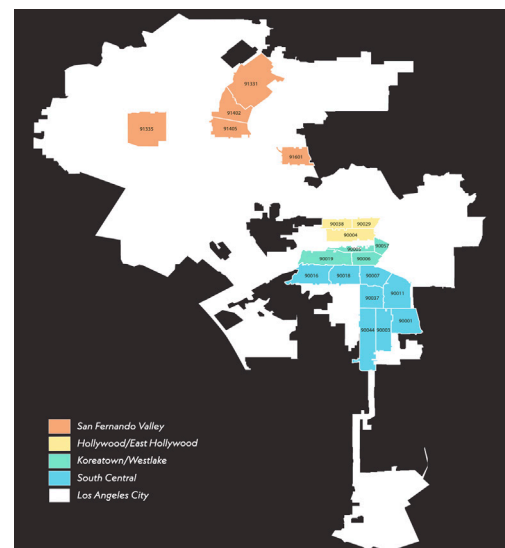 91331
91402
91335
91405
91601
90038 90029
90004
90057
90005
90019 90006
90016 90018 90007
90037 90011
90001
90044 90003
San Fernando Valley
Hollywood/East Hollywood
Koreatown/Westlake
South Central
Los Angeles City